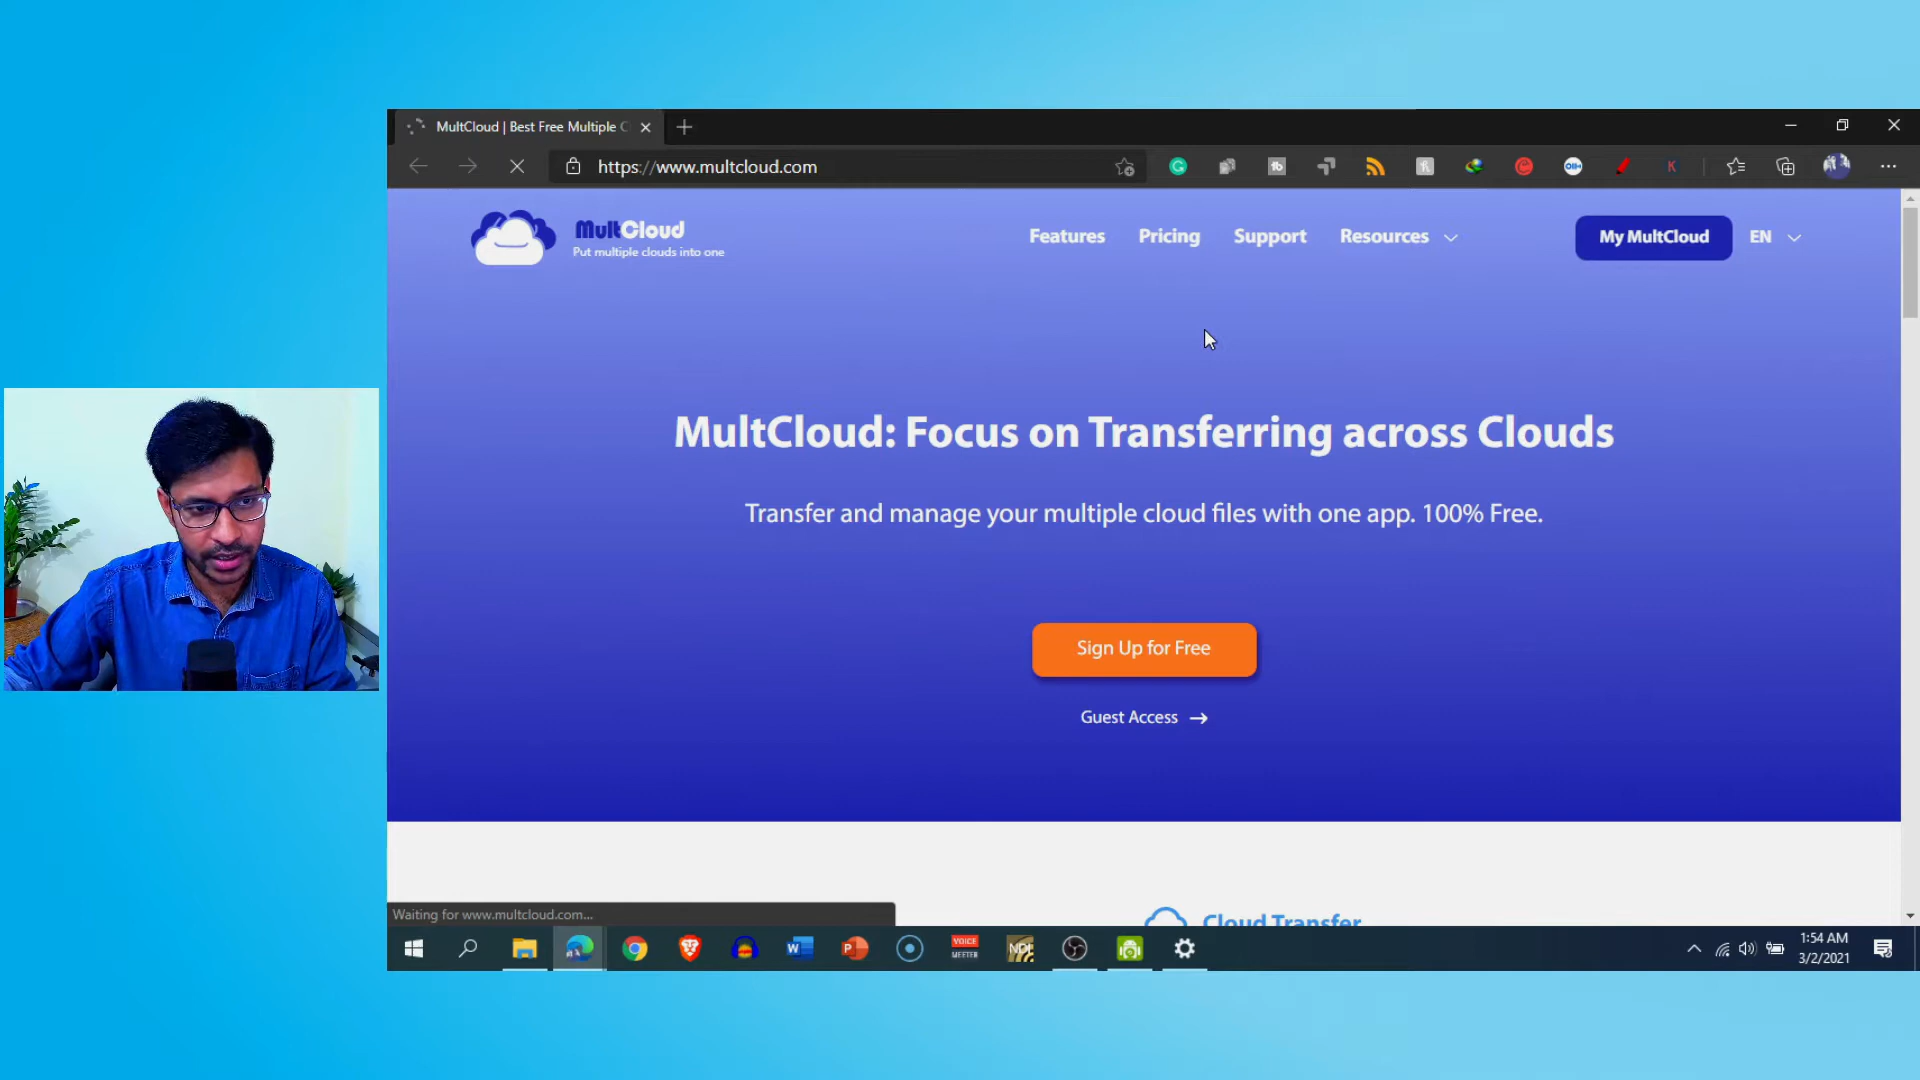 MultCloud | Best Free Multiple C
https://www.multcloud.com
MultCloud
Put multiple clouds into one
Features
Pricing
Support
Resources
My MultCloud
EN
MultCloud: Focus on Transferring across Clouds
Transfer and manage your multiple cloud files with one app. 100% Free.
Sign Up for Free
Guest Access
Waiting for www.multcloud.com...
Cloud Transfer
VOICE
MEETER
NDI
1:54 AM
3/2/2021